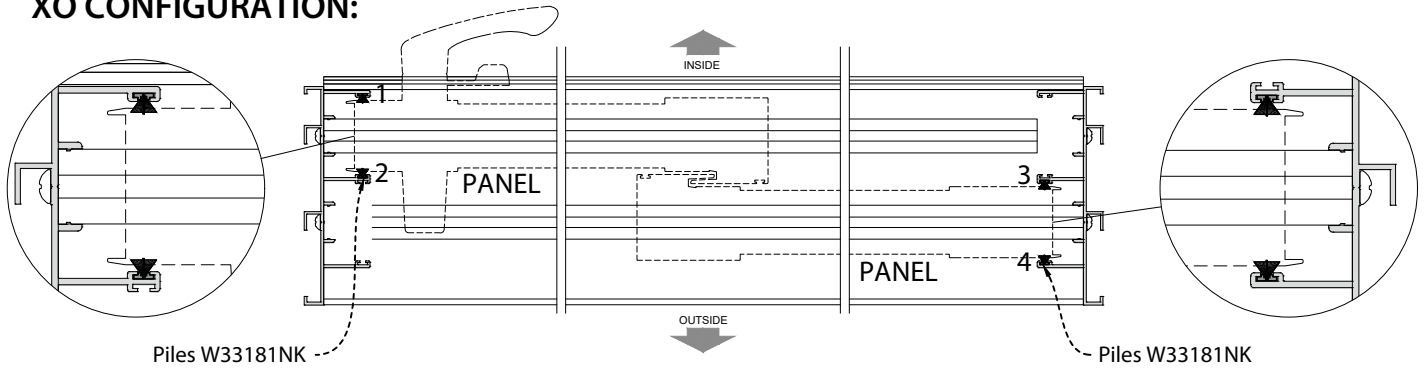 XO CONFIGURATION:
INSIDE
1
2
PANEL
3
PANEL
4
OUTSIDE
Piles W33181NK
Piles W33181NK